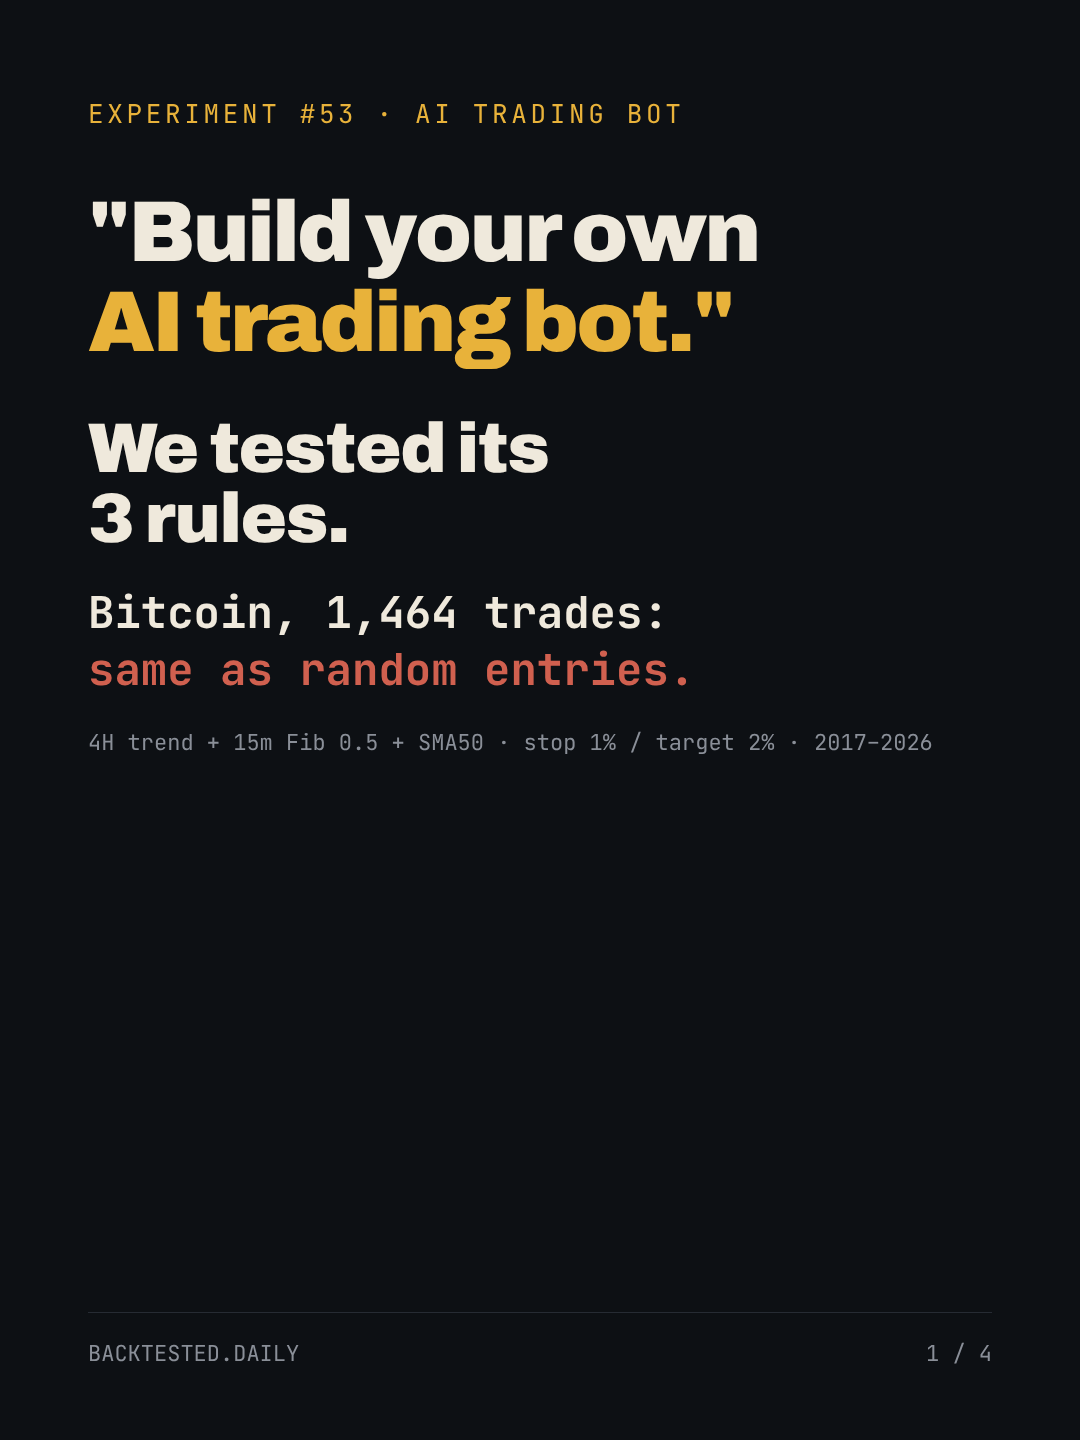 EXPERIMENT #53 · AI TRADING BOT
"Build your own
AI trading bot."
We tested its
3 rules.
Bitcoin, 1,464 trades:
same as random entries.
4H trend + 15m Fib 0.5 + SMA50 · stop 1% / target 2% · 2017–2026
BACKTESTED.DAILY
1 / 4